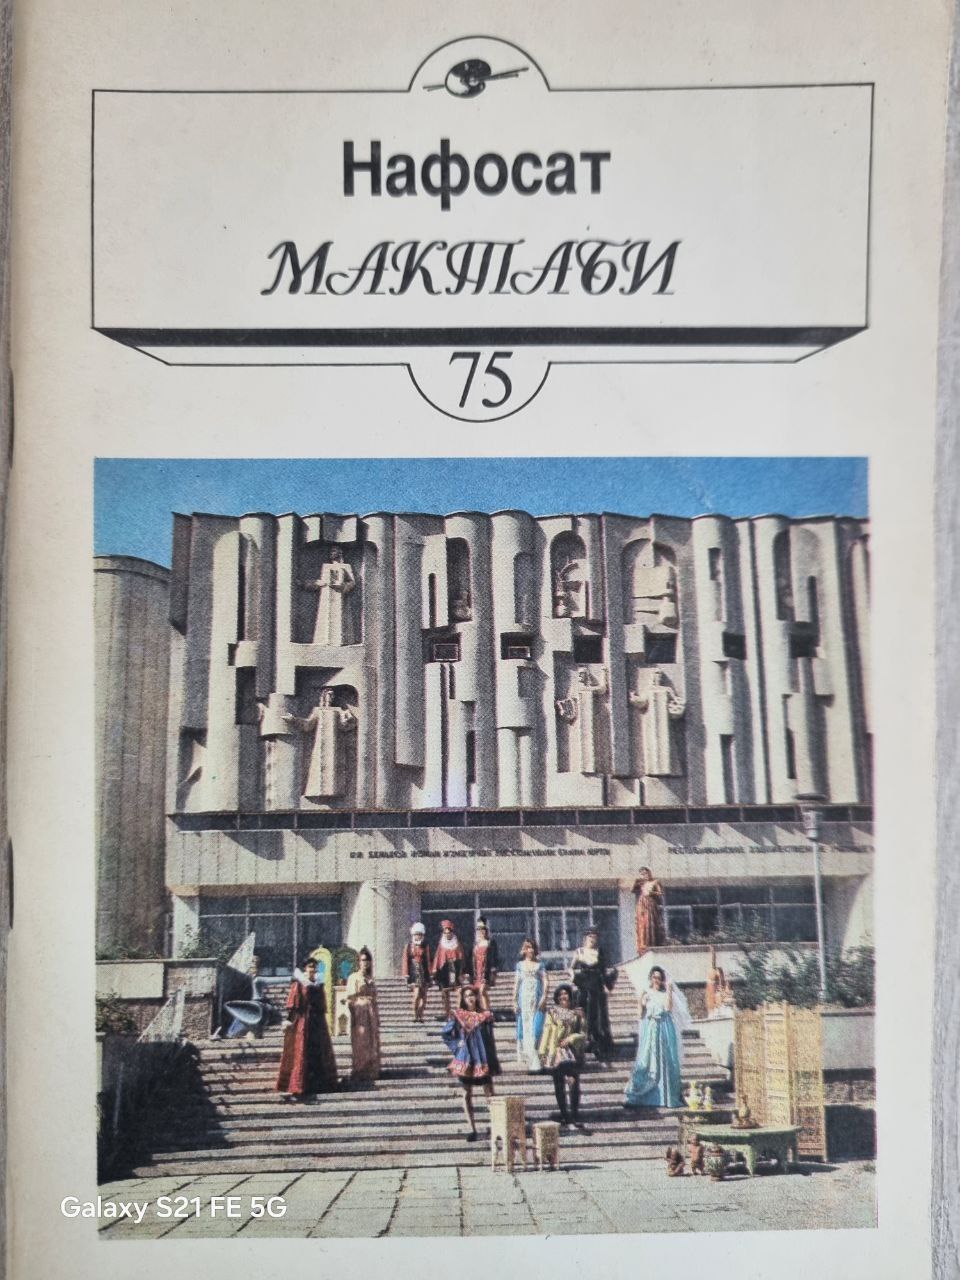 Нафосат
МАКТАБИ
75
Galaxy S21 FE 5G